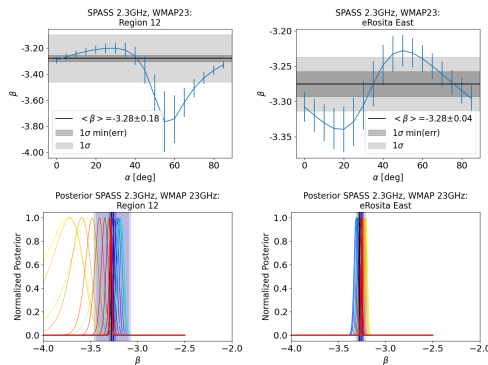 SPASS 2.3GHz, WMAP23:
Region 12
−3.20
−3.40
−3.60
−3.80
−4.00
β
< β >=-3.28±0.18
1σ min(err)
1σ
0
20
40
60
80
α [deg]
SPASS 2.3GHz, WMAP23:
eRosita East
−3.20
−3.25
−3.30
−3.35
β
< β >=-3.28±0.04
1σ min(err)
1σ
0
20
40
60
80
α [deg]
Posterior SPASS 2.3GHz, WMAP 23GHz:
Region 12
1.0
0.8
0.6
0.4
0.2
0.0
Normalized Posterior
−4.0
−3.5
−3.0
−2.5
−2.0
β
Posterior SPASS 2.3GHz, WMAP 23GHz:
eRosita East
1.0
0.8
0.6
0.4
0.2
0.0
Normalized Posterior
−4.0
−3.5
−3.0
−2.5
−2.0
β